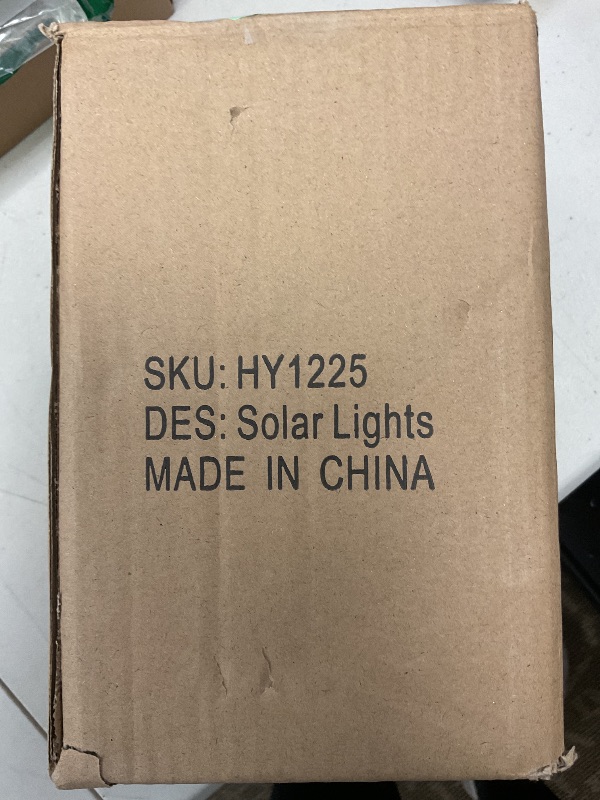 SKU: HY1225
DES: Solar Lights
MADE IN CHINA